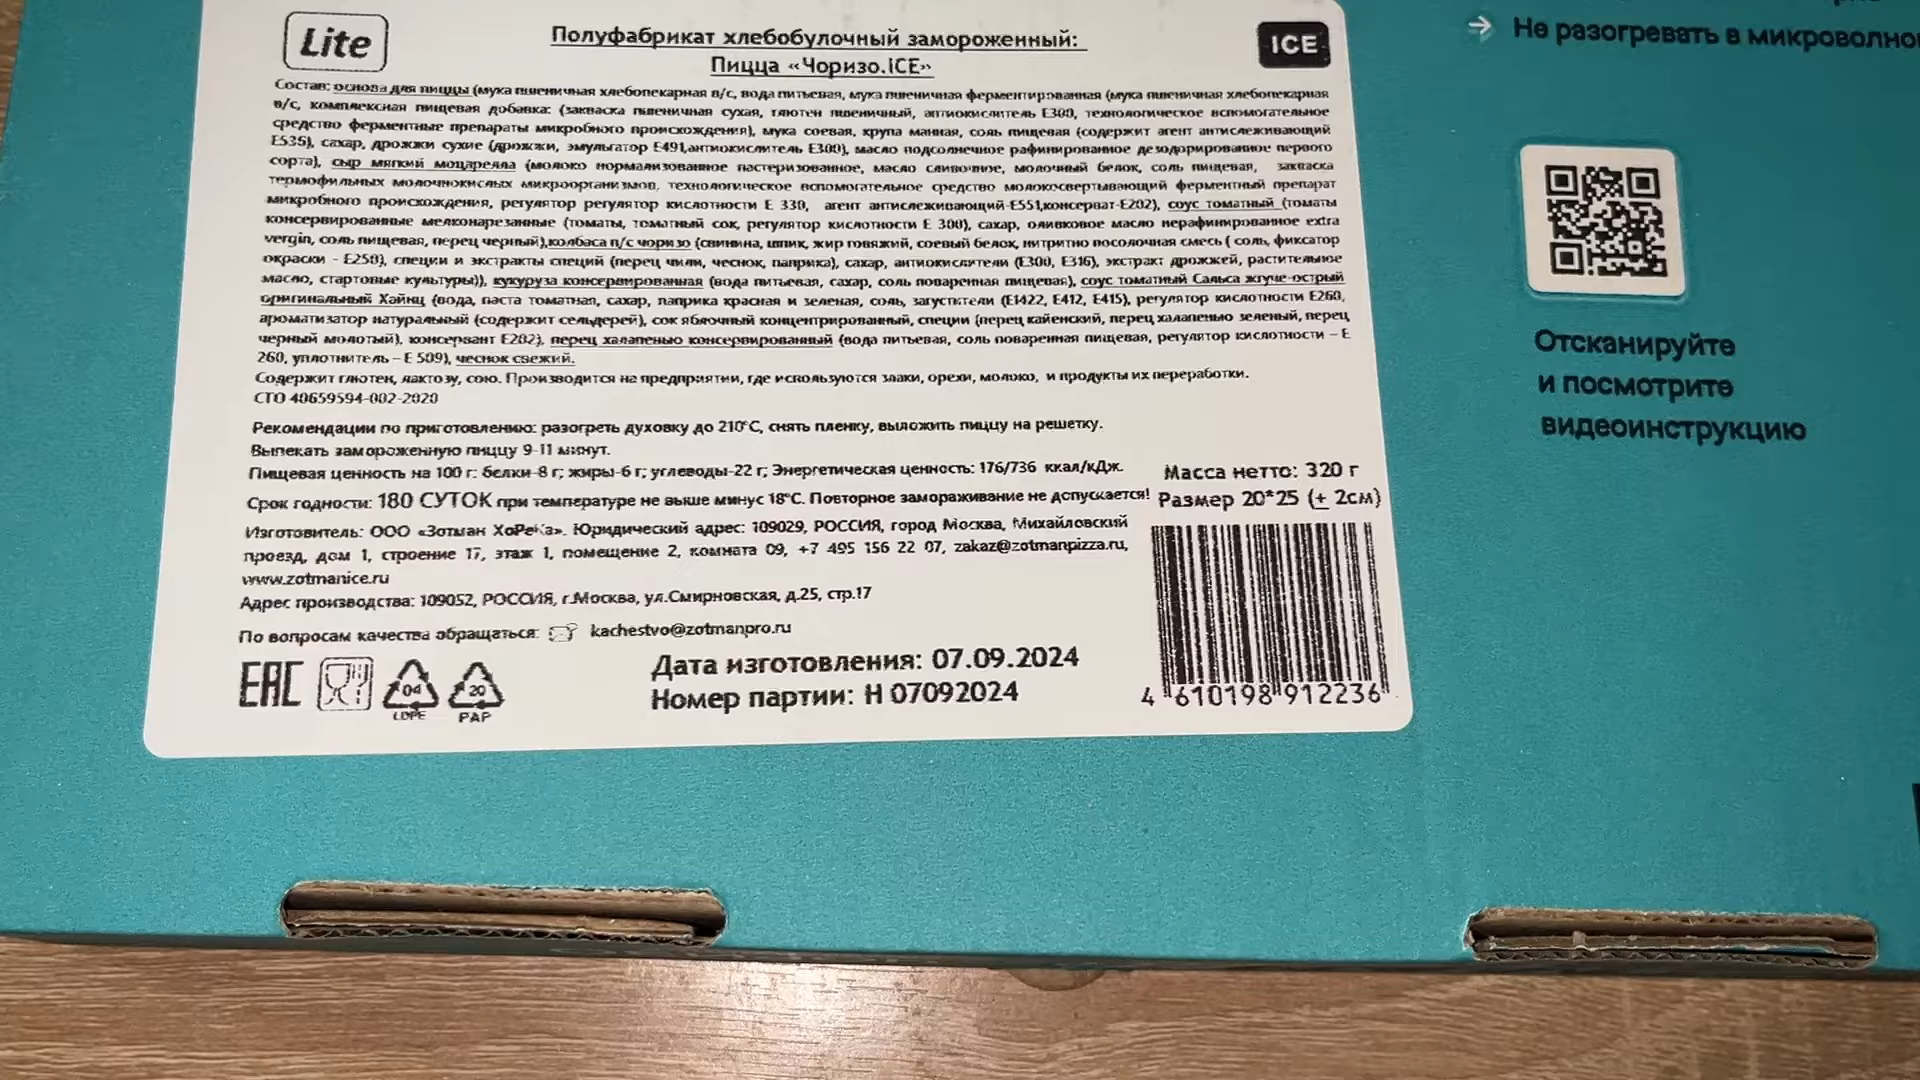 Lite
Полуфабрикат хлебобулочный замороженный:
Пицца «Чоризо.ICE»
ICE
Состав: основа для пиццы (мука пшеничная хлебопекарная в/с, вода питьевая, мука пшеничная ферментированная (мука пшеничная хлебопекарная
в/с, комплексная пищевая добавка: (закваска пшеничная сухая, глютен пшеничный, антиокислитель Е300, технологическое вспомогательное
средство ферментные препараты микробного происхождения), мука соевая, крупа манная, соль пищевая (содержит агент антислеживающий
Е535), сахар, дрожжи сухие (дрожжи, эмульгатор Е491,антиокислитель Е300), масло подсолнечное рафинированное дезодорированное первого
сорта), сыр мягкий моцарелла (молоко нормализованное пастеризованное, масло сливочное, молочный белок, соль пищевая, закваска
термофильных молочнокислых микроорганизмов, технологическое вспомогательное средство молокосвертывающий ферментный препарат
микробного происхождения, регулятор регулятор кислотности Е 330, агент антислеживающий-Е551,консерват-Е202), соус томатный (томаты
консервированные мелконарезанные (томаты, томатный сок, регулятор кислотности Е 300), сахар, оливковое масло нерафинированное extra
vergin, соль пищевая, перец черный),колбаса п/с чоризо (свинина, шпик, жир говяжий, соевый белок, нитритно посолочная смесь ( соль, фиксатор
окраски - Е250), специи и экстракты специй (перец чили, чеснок, паприка), сахар, антиокислители (Е300, Е316), экстракт дрожжей, растительное
масло, стартовые культуры)), кукуруза консервированная (вода питьевая, сахар, соль поваренная пищевая), соус томатный Сальса жгуче-острый
оригинальный Хайнц (вода, паста томатная, сахар, паприка красная и зеленая, соль, загустители (Е1422, Е412, Е415), регулятор кислотности Е260,
ароматизатор натуральный (содержит сельдерей), сок яблочный концентрированный, специи (перец кайенский, перец халапенью зеленый, перец
черный молотый), консервант Е202), перец халапенью консервированный (вода питьевая, соль поваренная пищевая, регулятор кислотности – Е
260, уплотнитель – Е 509), чеснок свежий.
Содержит глютен, лактозу, сою. Производится на предприятии, где используются злаки, орехи, молоко, и продукты их переработки.
СТО 40659594-002-2020
Рекомендации по приготовлению: разогреть духовку до 210°С, снять пленку, выложить пиццу на решетку.
Выпекать замороженную пиццу 9-11 минут.
Пищевая ценность на 100 г: белки-8 г; жиры-6 г; углеводы-22 г; Энергетическая ценность: 176/736 ккал/кДж.
Срок годности: 180 СУТОК при температуре не выше минус 18°С. Повторное замораживание не допускается!
Масса нетто: 320 г
Размер 20*25 (± 2см)
Изготовитель: ООО «Зотман ХоРеКа». Юридический адрес: 109029, РОССИЯ, город Москва, Михайловский
проезд, дом 1, строение 17, этаж 1, помещение 2, комната 09, +7 495 156 22 07, zakaz@zotmanpizza.ru,
www.zotmanice.ru
Адрес производства: 109052, РОССИЯ, г.Москва, ул.Смирновская, д.25, стр.17
По вопросам качества обращаться: kachestvo@zotmanpro.ru
EAC
04
LDPE
20
PAP
Дата изготовления: 07.09.2024
Номер партии: Н 07092024
4 610198 912236
Не разогревать в микроволно
Отсканируйте
и посмотрите
видеоинструкцию